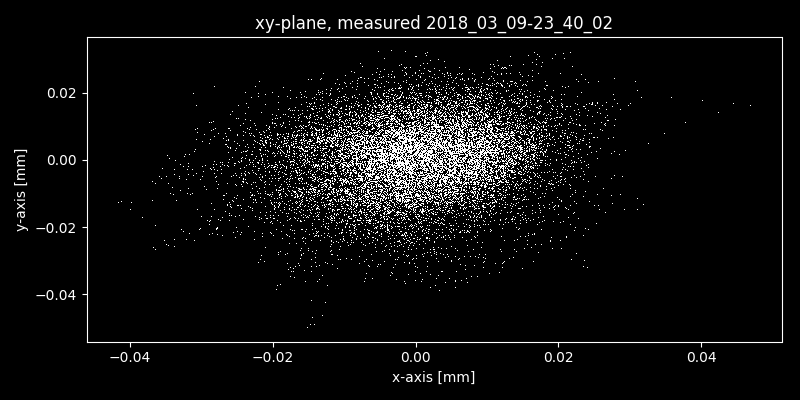 xy-plane, measured 2018_03_09-23_40_02
0.02
0.00
−0.02
−0.04
y-axis [mm]
−0.04 −0.02 0.00 0.02 0.04
x-axis [mm]